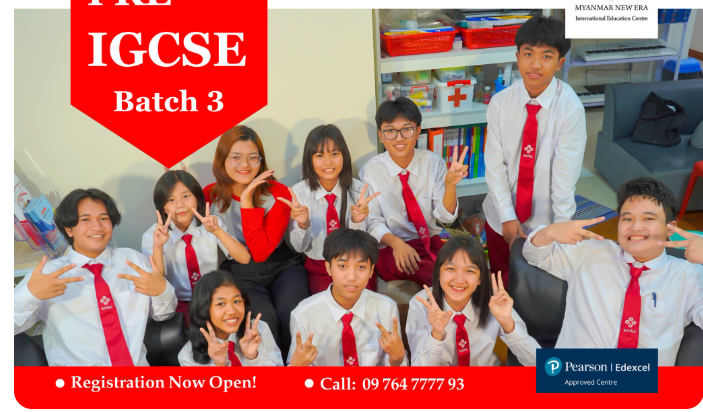 PRE
IGCSE
Batch 3
MYANMAR NEW ERA
International Education Centre
• Registration Now Open!
• Call: 09 764 7777 93
Pearson | Edexcel
Approved Centre